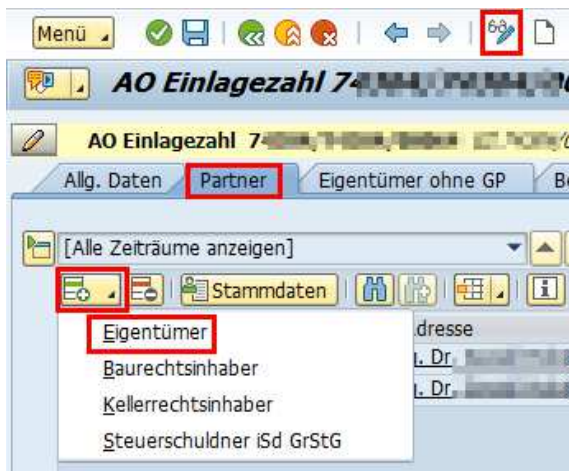 Menü
AO Einlagezahl 7
AO Einlagezahl 7
Allg. Daten Partner Eigentümer ohne GP
[Alle Zeiträume anzeigen]
Stammdaten
Eigentümer dresse
Baurechtsinhaber . Dr.
Kellerrechtsinhaber . Dr.
Steuerschuldner iSd GrStG